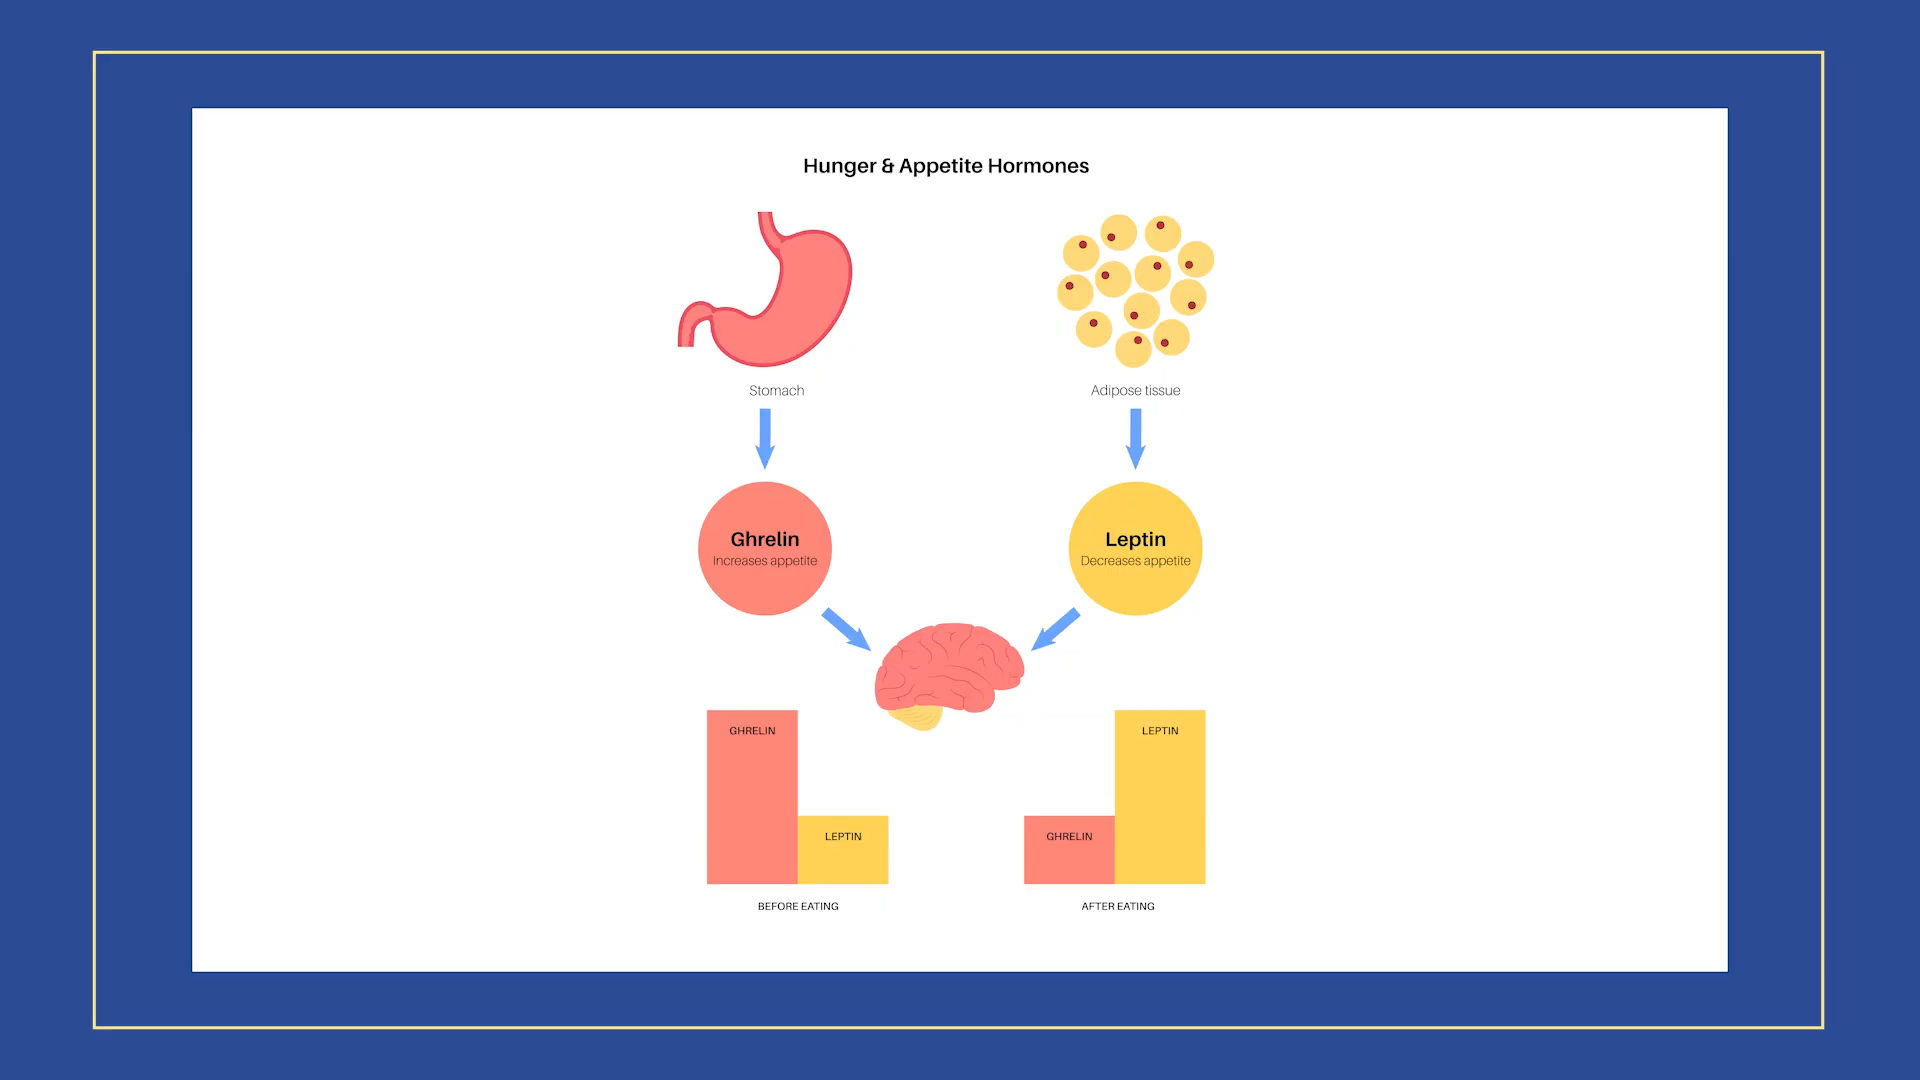 Hunger & Appetite Hormones
Stomach
Adipose tissue
Ghrelin
Increases appetite
Leptin
Decreases appetite
GHRELIN
LEPTIN
BEFORE EATING
GHRELIN
LEPTIN
AFTER EATING